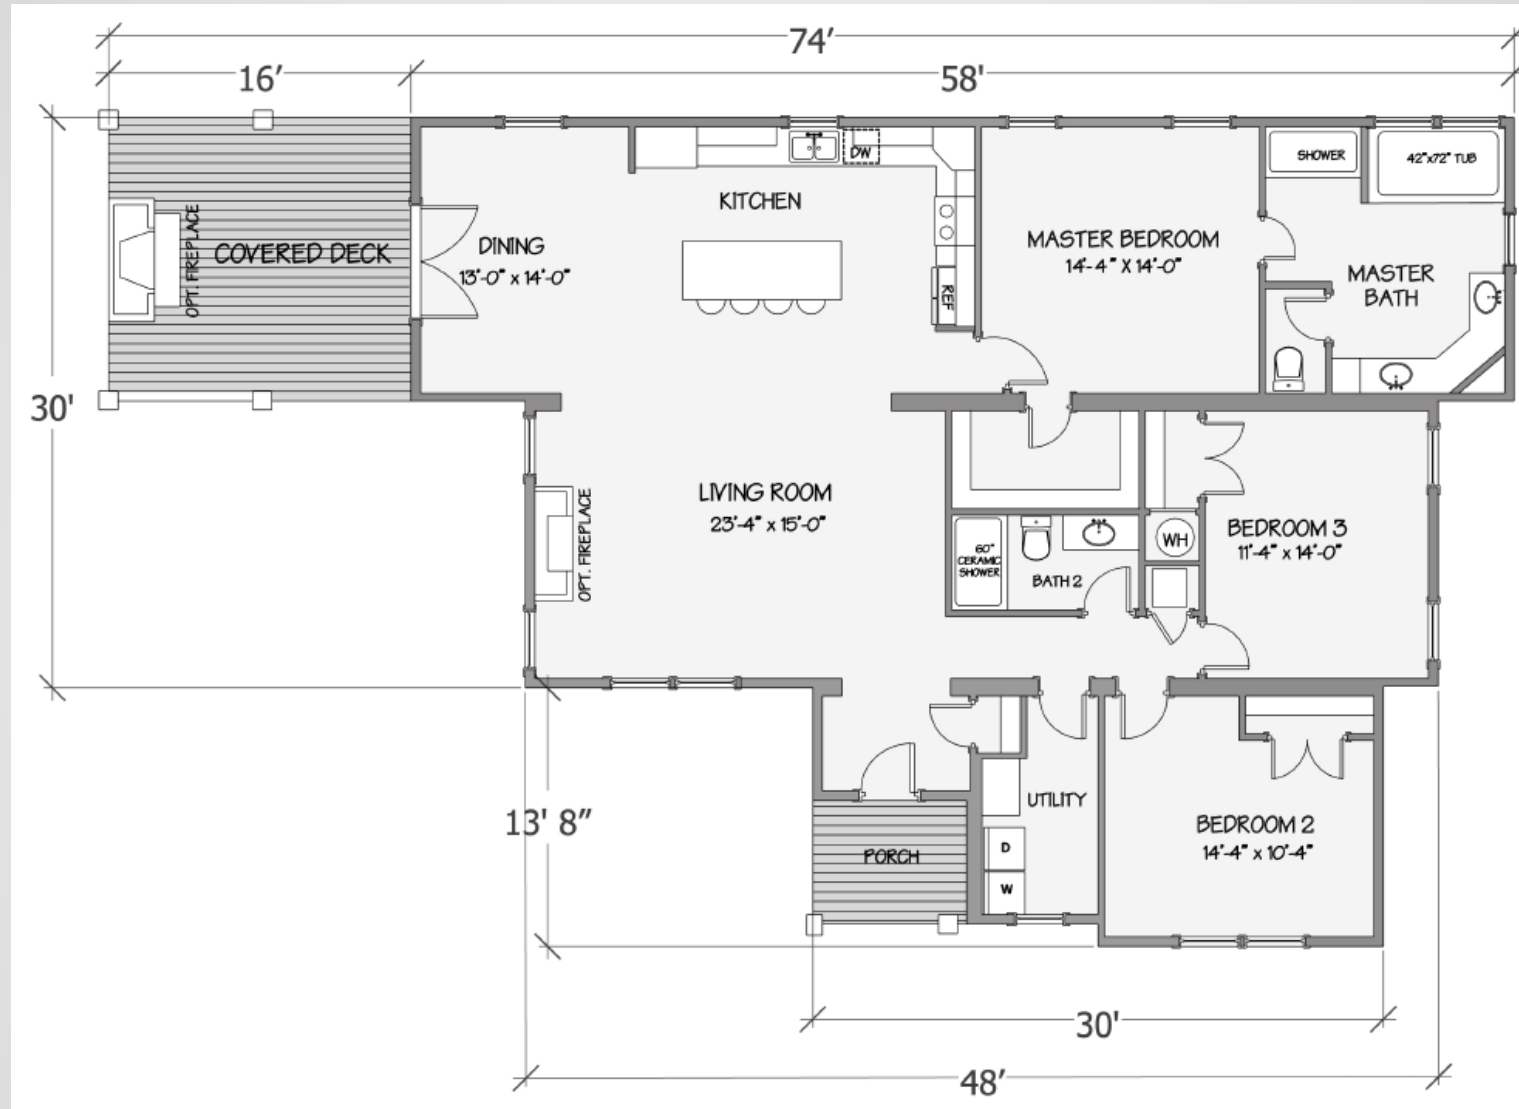 74′
16′
58'
SHOWER
42"x72" TUB
DW
KITCHEN
OPT. FIREPLACE
COVERED DECK
DINING
13'-0" x 14'-0"
MASTER BEDROOM
14'-4" X 14'-0"
MASTER
BATH
REF
30'
LIVING ROOM
23'-4" x 15'-0"
OPT. FIREPLACE
BEDROOM 3
11'-4" x 14'-0"
WH
60"
CERAMIC
SHOWER
BATH 2
13' 8"
UTILITY
BEDROOM 2
14'-4" x 10'-4"
PORCH
D
W
30'
48′